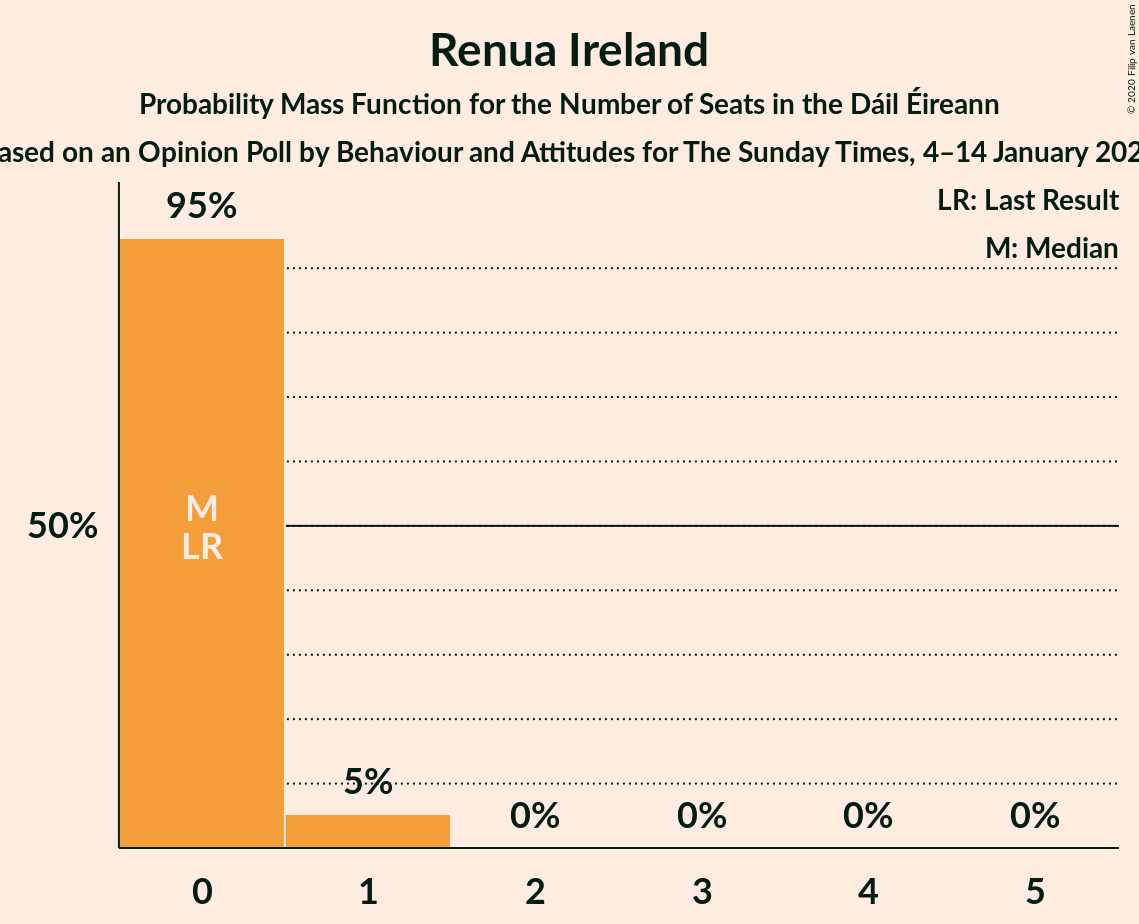 Renua Ireland
Probability Mass Function for the Number of Seats in the Dáil Éireann
ased on an Opinion Poll by Behaviour and Attitudes for The Sunday Times, 4–14 January 202
© 2020 Filip van Laenen
LR: Last Result
M: Median
95%
M
LR
50%
5%
0%
0%
0%
0%
0
1
2
3
4
5